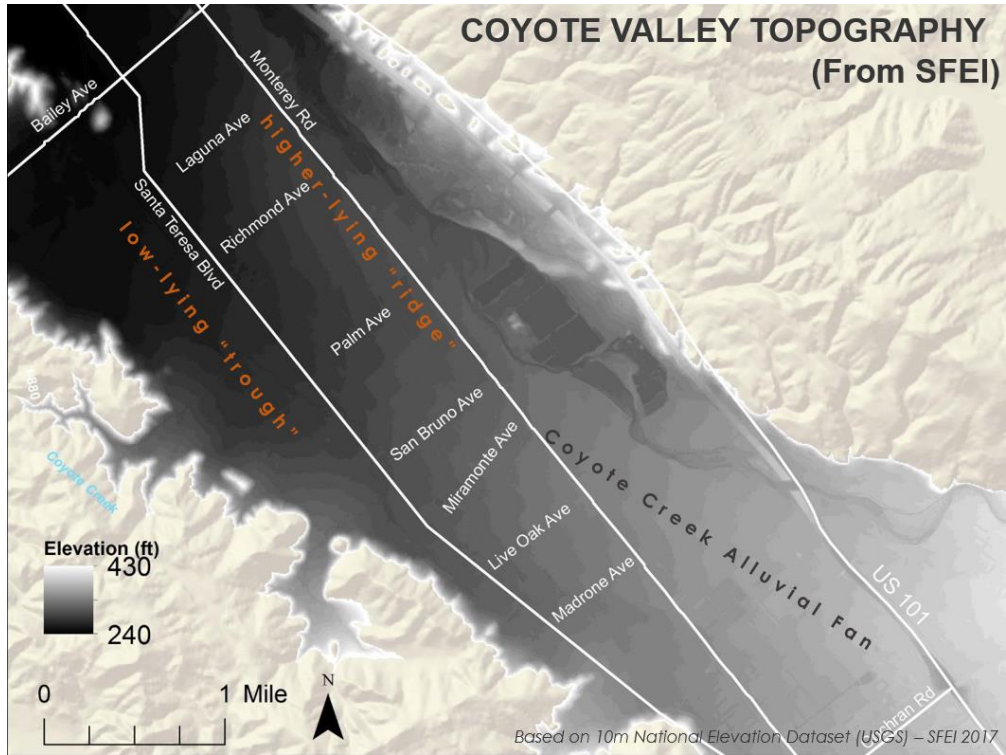 COYOTE VALLEY TOPOGRAPHY
(From SFEI)
Bailey Ave
Monterey Rd
Laguna Ave
higher-lying "ridge"
Santa Teresa Blvd
Richmond Ave
low-lying "trough"
Palm Ave
San Bruno Ave
Miramonte Ave
Coyote Creek Alluvial Fan
Coyote Creek
Live Oak Ave
Madrone Ave
US 101
Elevation (ft)
430
240
0 1 Mile
N
Based on 10m National Elevation Dataset (USGS) – SFEI 2017